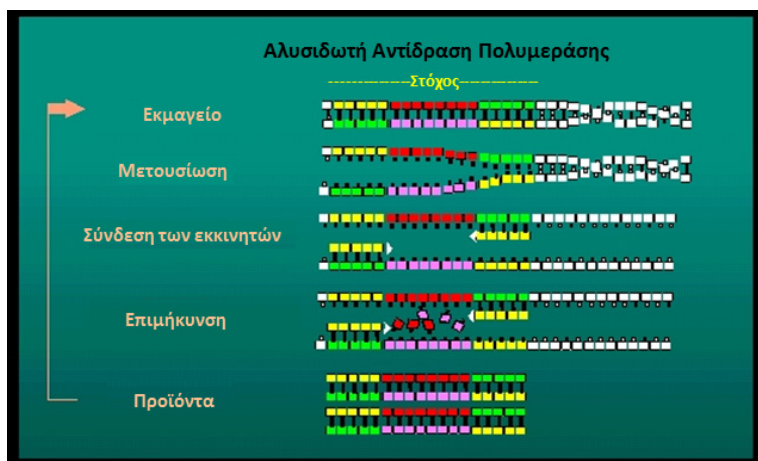 Αλυσιδωτή Αντίδραση Πολυμεράσης
----------------Στόχος----------------
Εκμαγείο
Μετουσίωση
Σύνδεση των εκκινητών
Επιμήκυνση
Προϊόντα